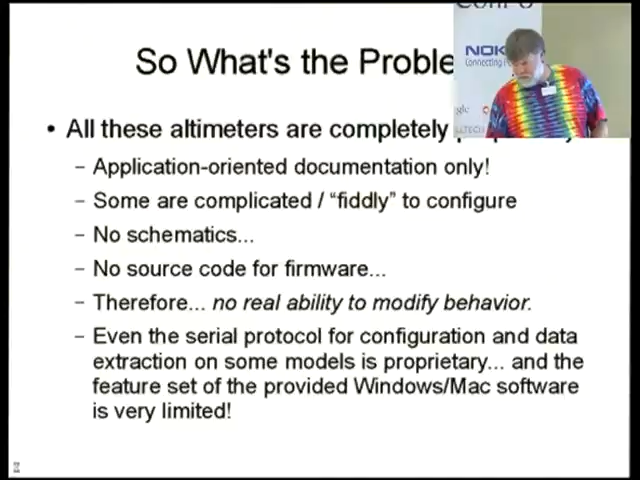 So What's the Proble
• All these altimeters are completely
– Application-oriented documentation only!
– Some are complicated / “fiddly” to configure
– No schematics...
– No source code for firmware...
– Therefore... no real ability to modify behavior.
– Even the serial protocol for configuration and data
extraction on some models is proprietary... and the
feature set of the provided Windows/Mac software
is very limited!
NOK
Connecting
gle